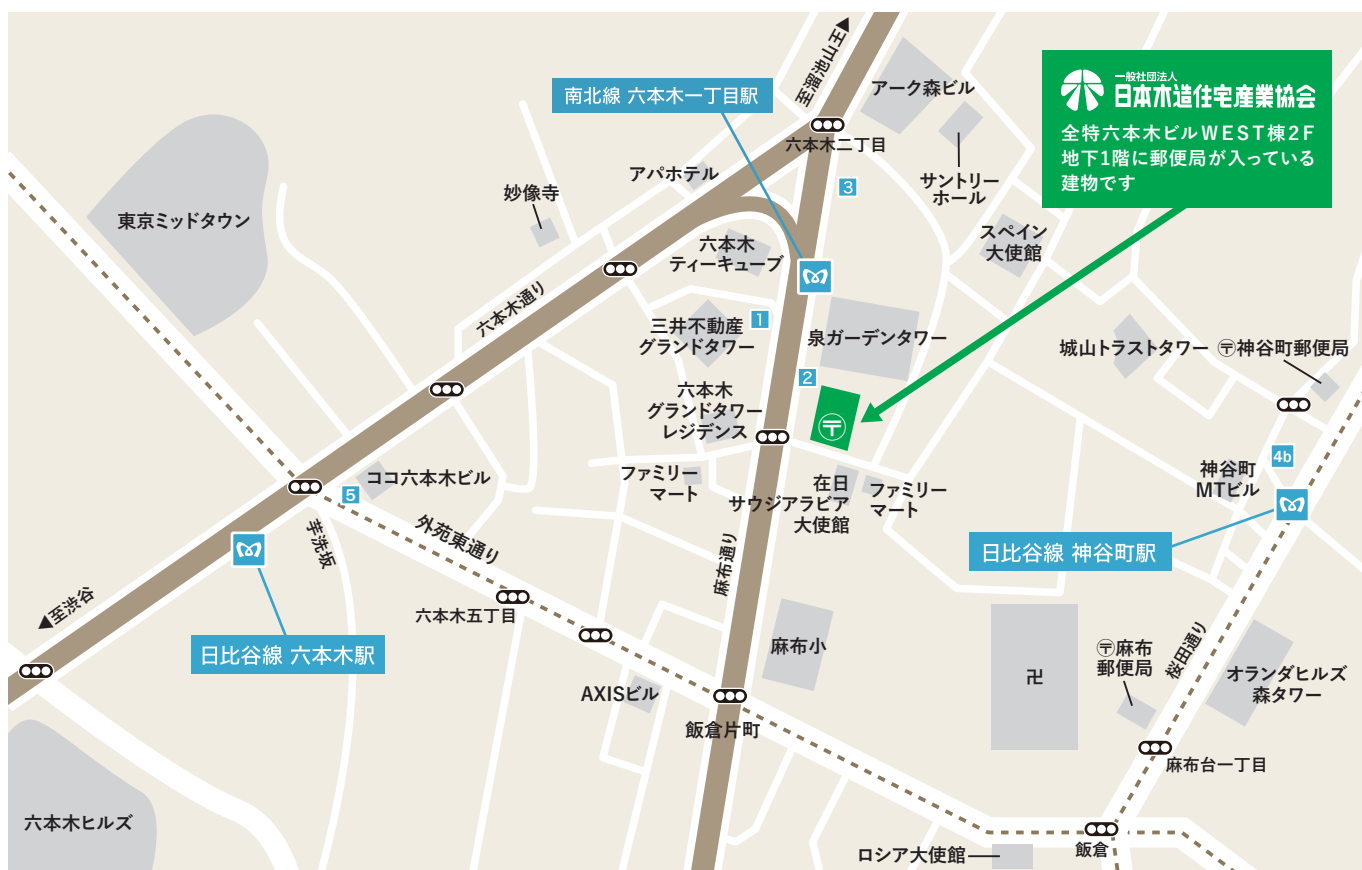 至溜池山王
南北線 六本木一丁目駅
アーク森ビル
一般社団法人
日本木造住宅産業協会
全特六本木ビルWEST棟2F
地下1階に郵便局が入っている
建物です
六本木二丁目
アパホテル
3
サントリー
ホール
妙像寺
東京ミッドタウン
六本木
ティーキューブ
スペイン
大使館
六本木通り
1
三井不動産
グランドタワー
泉ガーデンタワー
城山トラストタワー
〒神谷町郵便局
2
六本木
グランドタワー
レジデンス
〒
ココ六本木ビル
5
ファミリー
マート
在日
サウジアラビア
大使館
ファミリー
マート
4b
神谷町
MTビル
芋洗坂
外苑東通り
麻布通り
日比谷線 神谷町駅
至渋谷
六本木五丁目
日比谷線 六本木駅
麻布小
卍
〒麻布
郵便局
桜田通り
オランダヒルズ
森タワー
AXISビル
飯倉片町
麻布台一丁目
六本木ヒルズ
ロシア大使館
飯倉